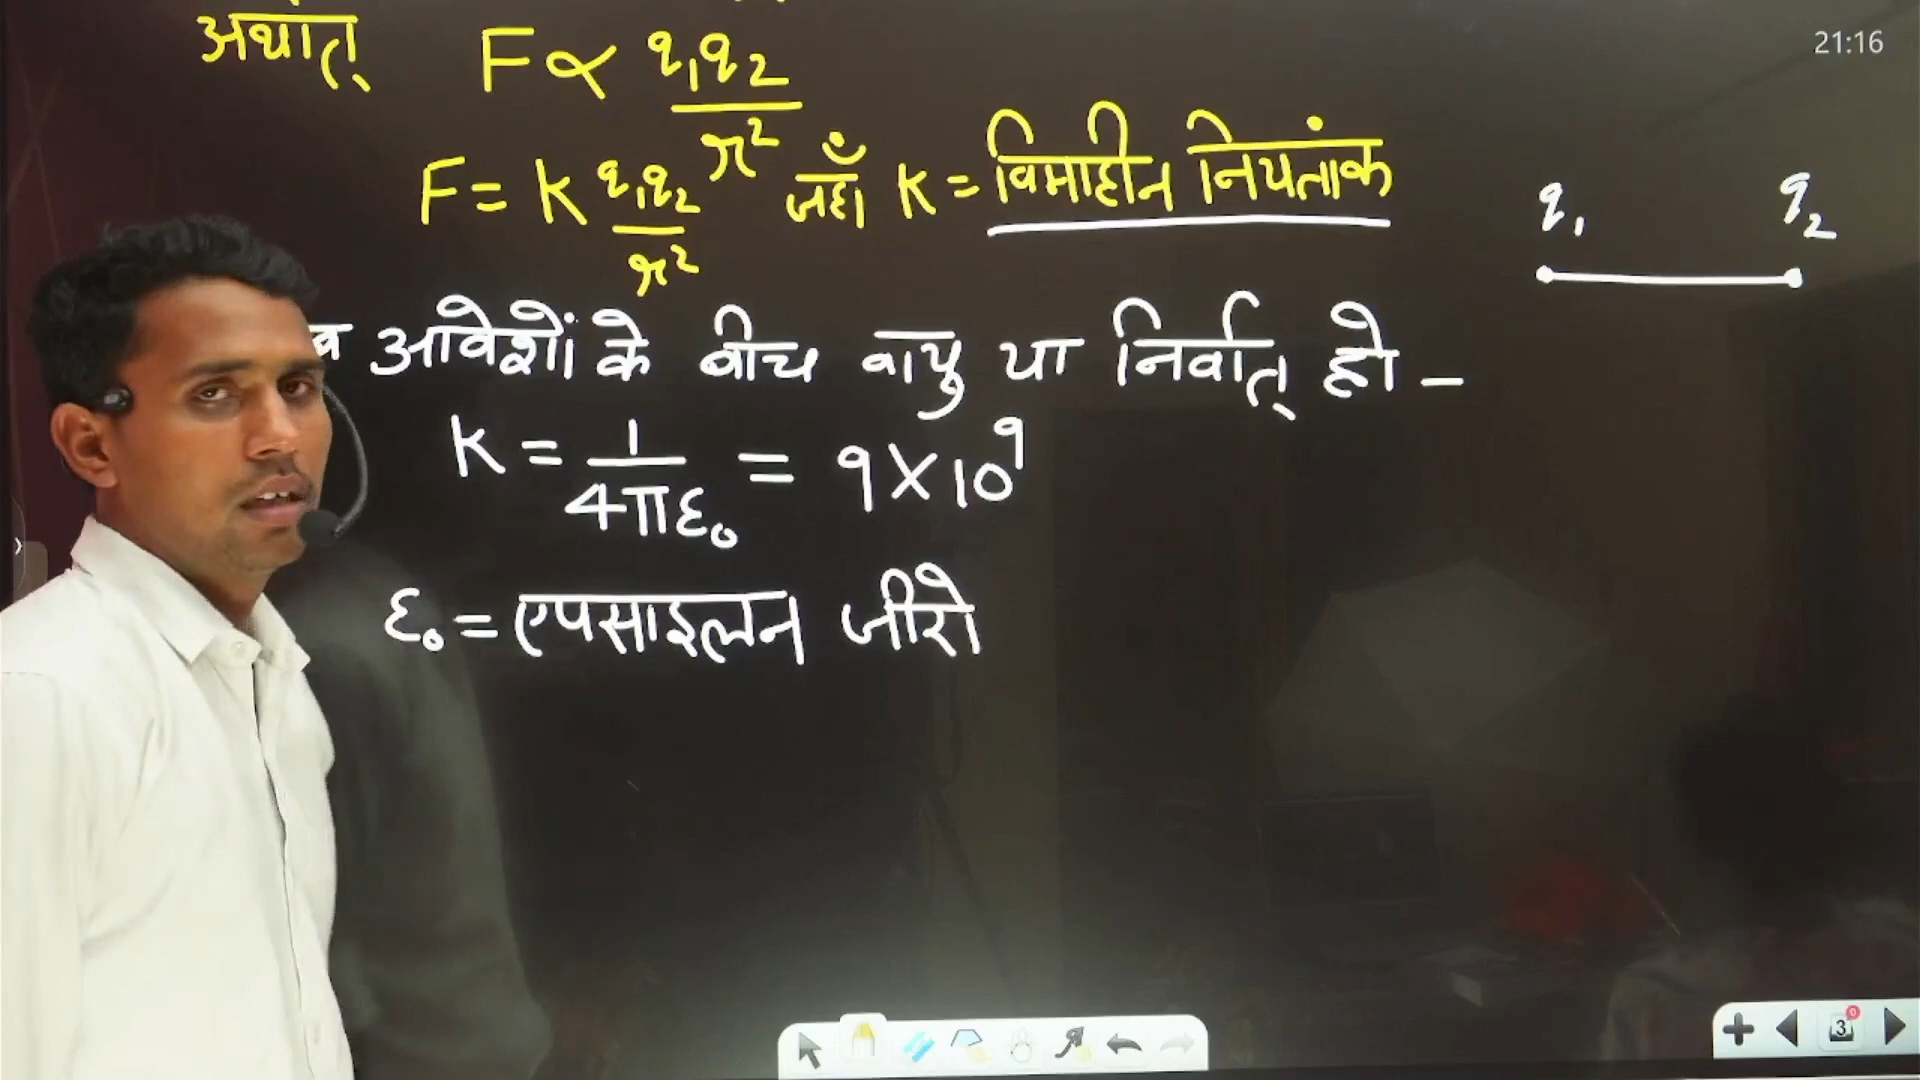 21:16
अर्थात् F ∝ q₁q₂/r²
F = K q₁q₂/r² जहाँ K = विमाहीन नियतांक
q₁ q₂
आवेशों के बीच वायु या निर्वात् हो –
K = 1/4πε₀ = 9×10⁹
ε₀ = एपसाइलन जीरो
3